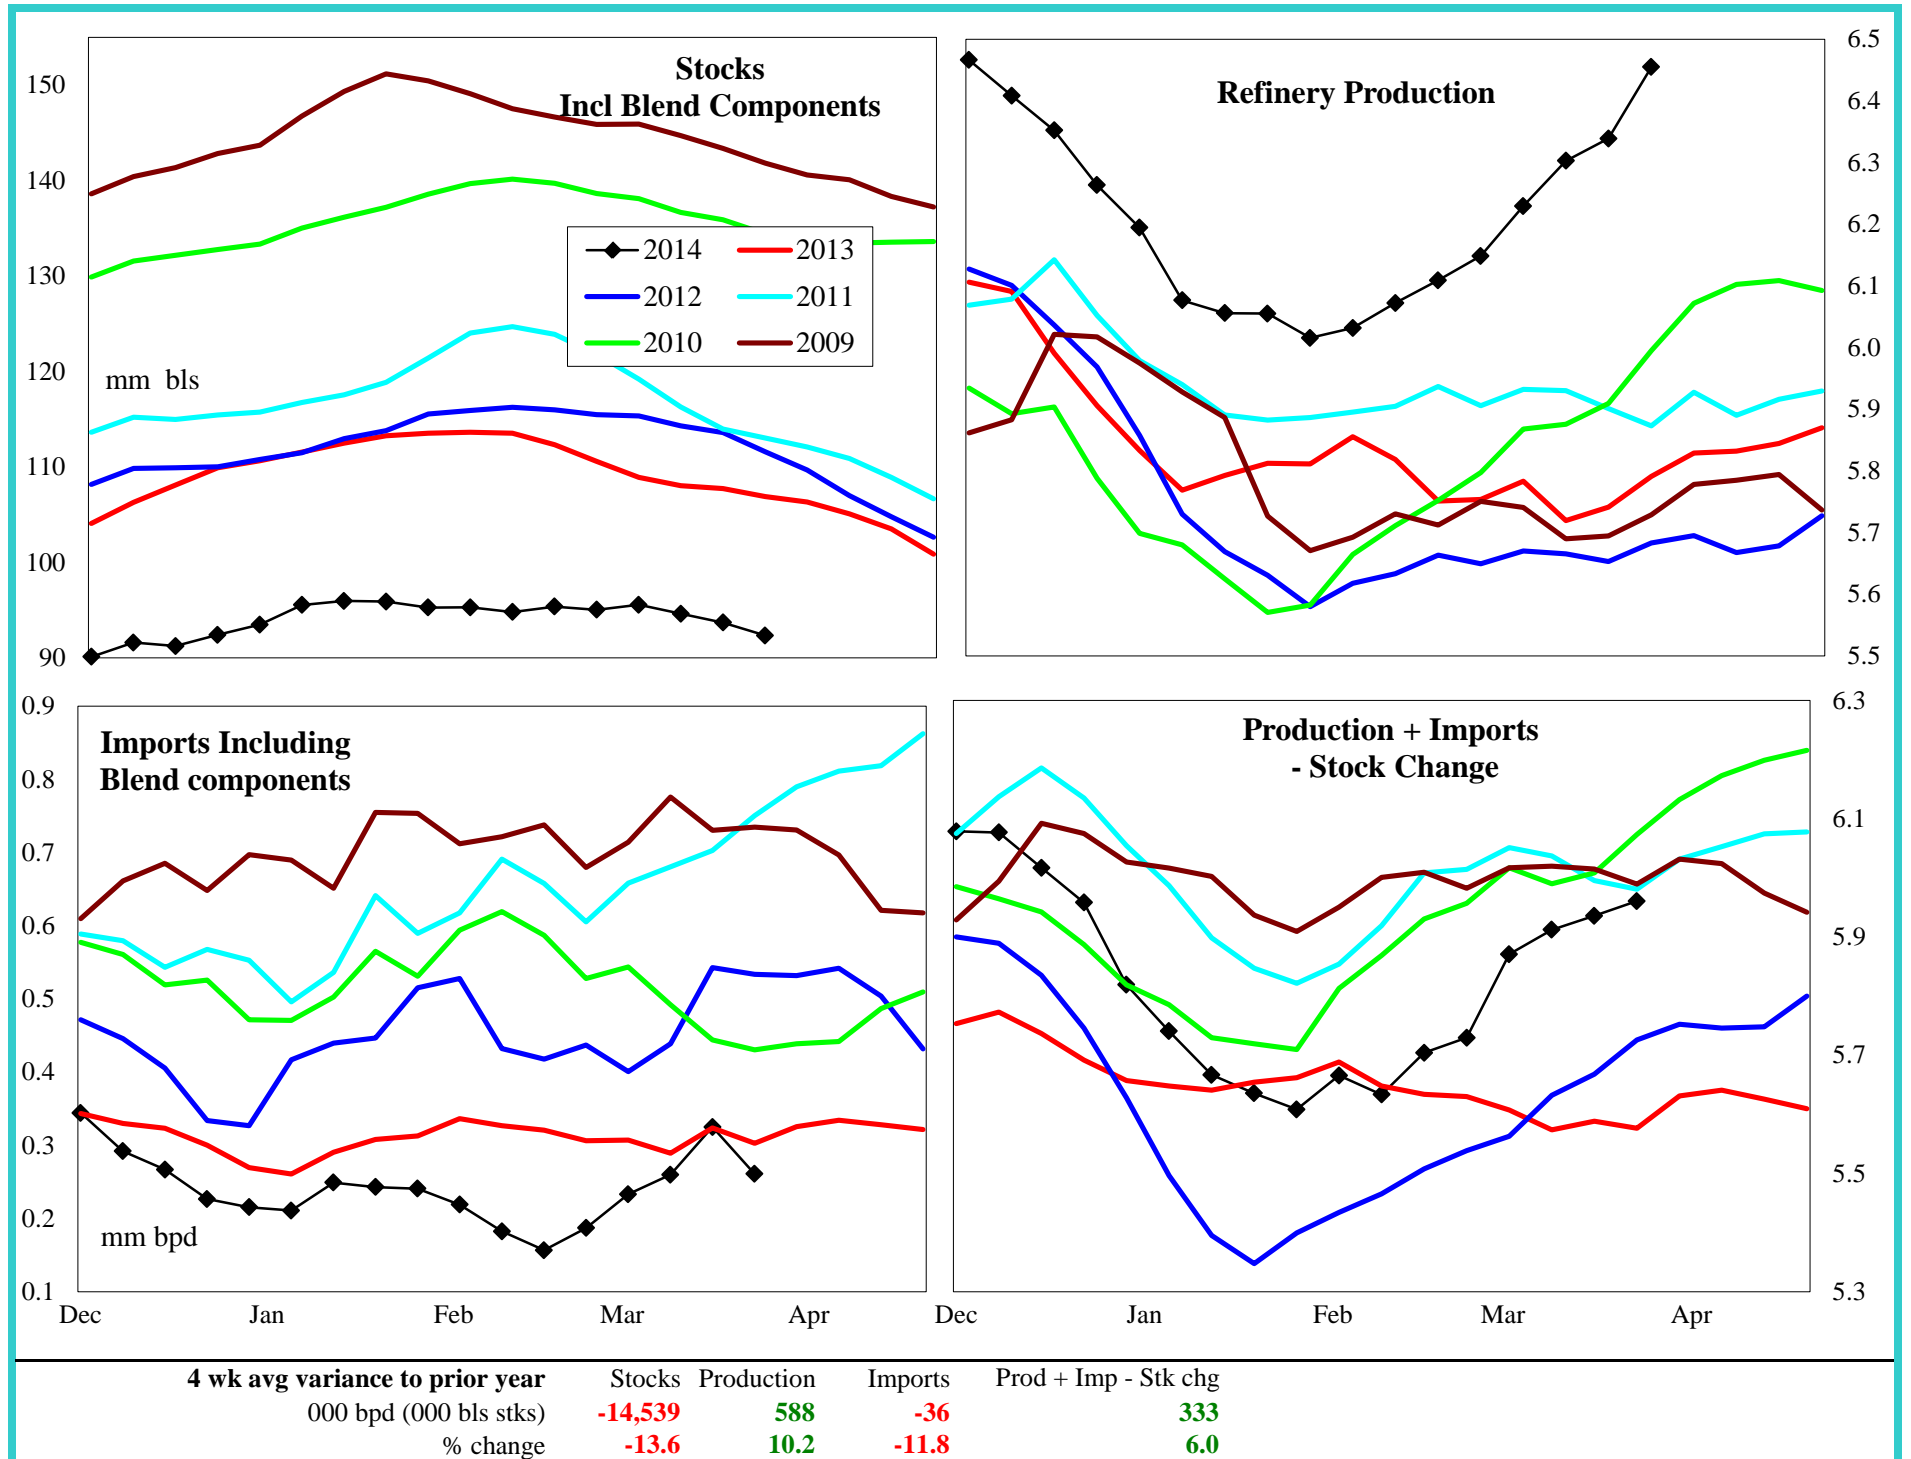 Stocks
Incl Blend Components
150
140
130
120
110
100
90
mm bls
2014 2013
2012 2011
2010 2009
Refinery Production
6.5
6.4
6.3
6.2
6.1
6.0
5.9
5.8
5.7
5.6
5.5
Imports Including
Blend components
0.9
0.8
0.7
0.6
0.5
0.4
0.3
0.2
0.1
mm bpd
Dec Jan Feb Mar Apr
Production + Imports
- Stock Change
6.3
6.1
5.9
5.7
5.5
5.3
Dec Jan Feb Mar Apr
4 wk avg variance to prior year Stocks Production Imports Prod + Imp - Stk chg
000 bpd (000 bls stks) -14,539 588 -36 333
% change -13.6 10.2 -11.8 6.0